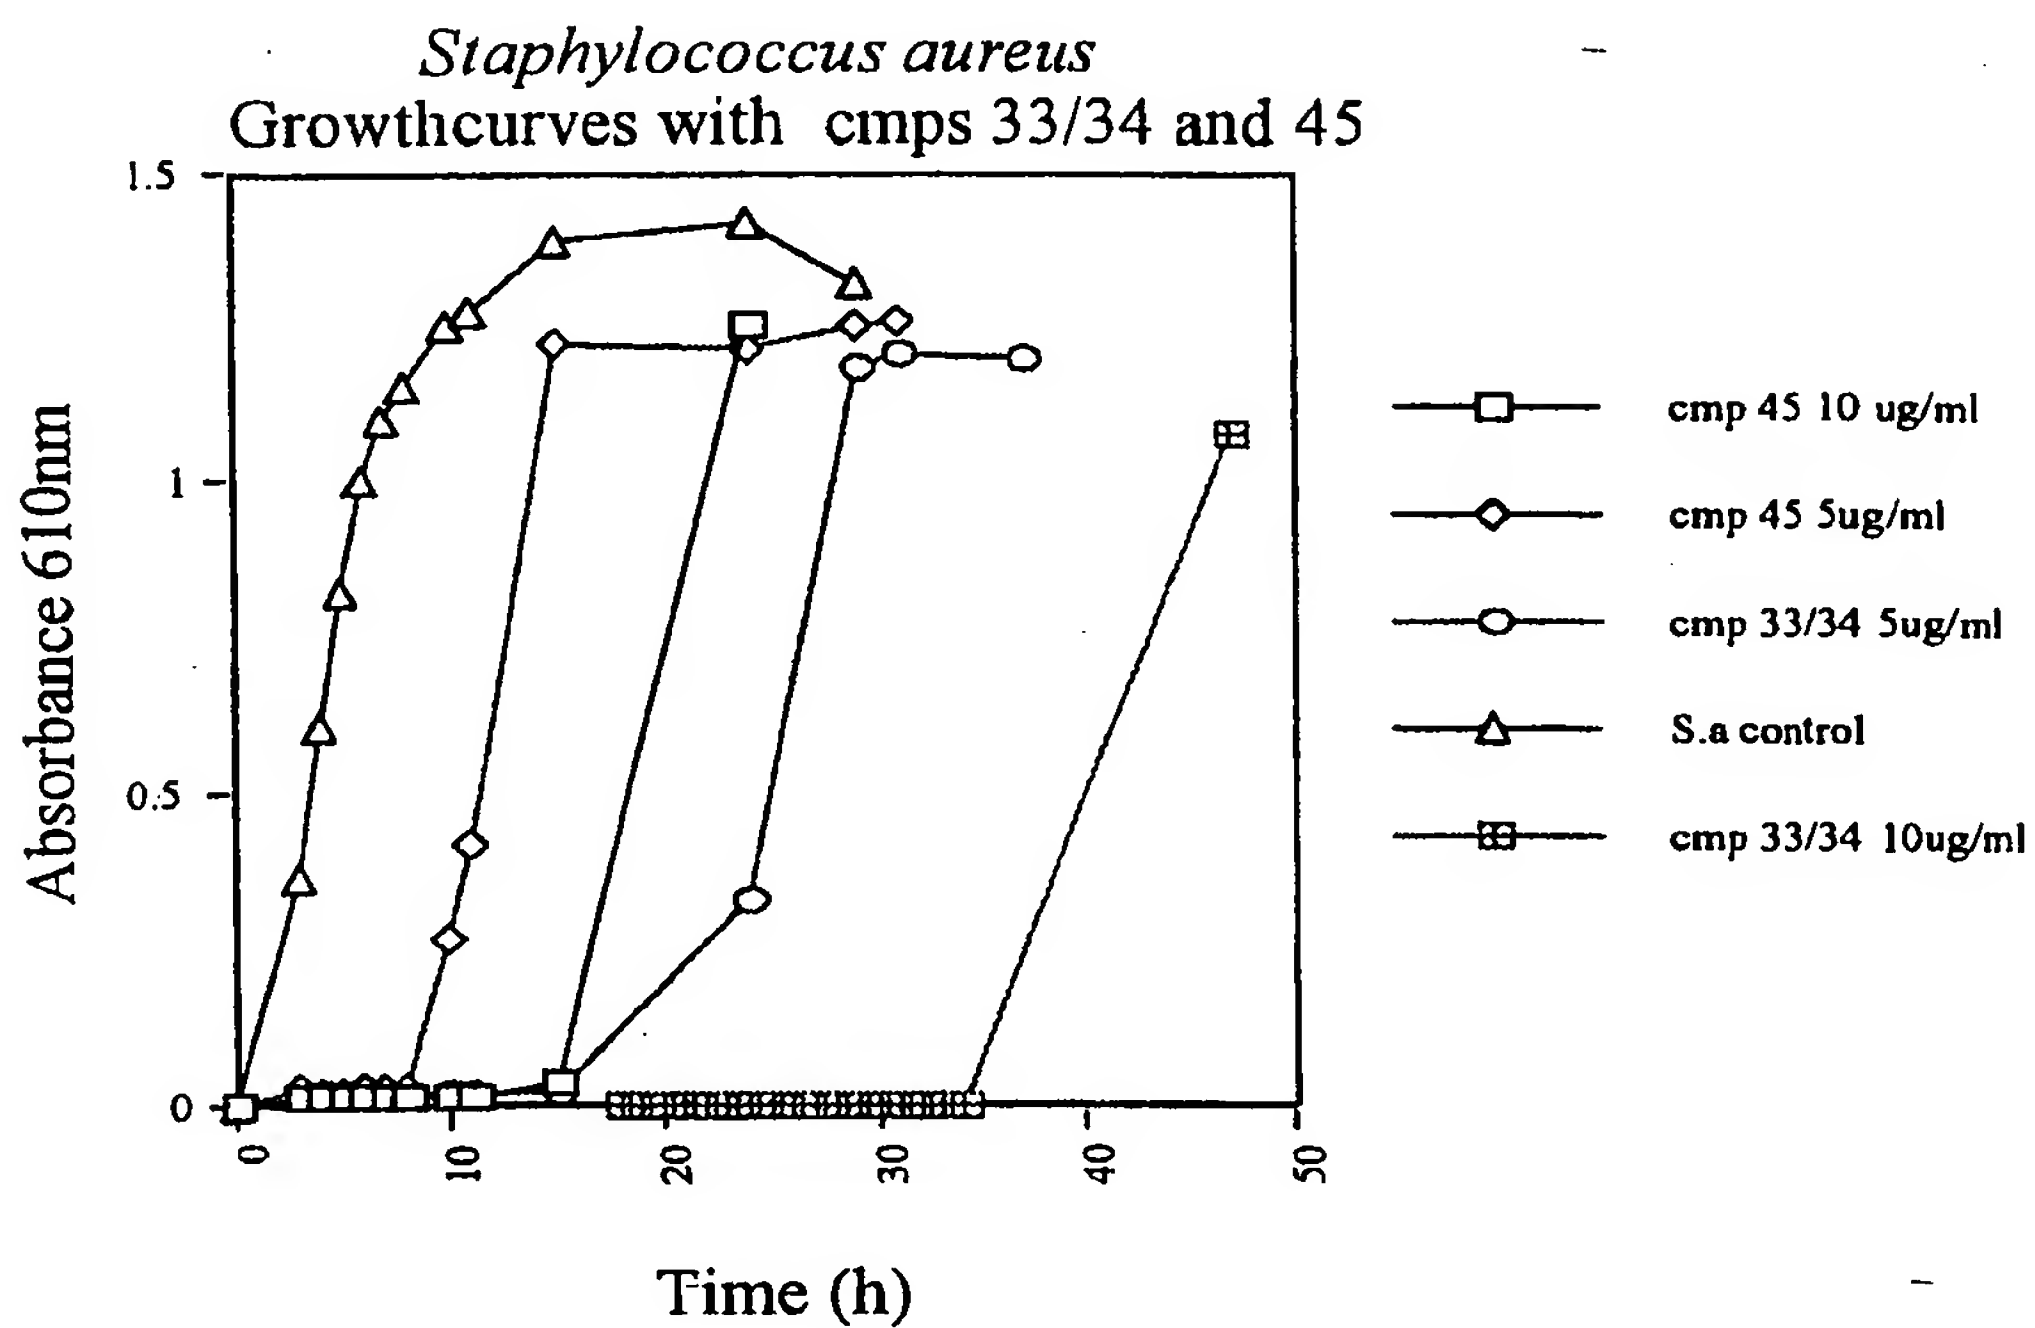 Staphylococcus aureus
Growthcurves with cmps 33/34 and 45
1.5
1
0.5
0
Absorbance 610nm
0
10
20
30
40
50
Time (h)
cmp 45 10 ug/ml
cmp 45 5ug/ml
cmp 33/34 5ug/ml
S.a control
cmp 33/34 10ug/ml